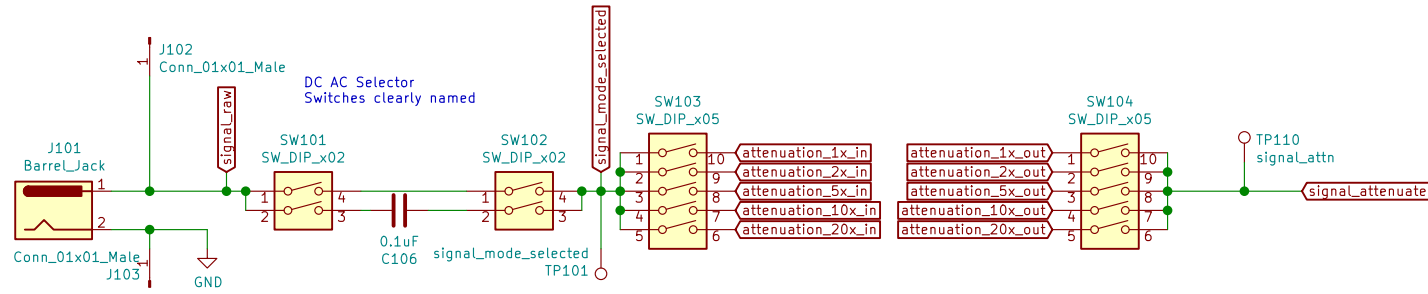 J102
Conn_01x01_Male
1
DC AC Selector
Switches clearly named
signal_raw
signal_mode_selected
J101
Barrel_Jack
1
2
Conn_01x01_Male
J103
1
GND
SW101
SW_DIP_x02
1
2
4
3
0.1uF
C106
SW102
SW_DIP_x02
1
2
4
3
signal_mode_selected
TP101
SW103
SW_DIP_x05
1
2
3
4
5
10
9
8
7
6
attenuation_1x_in
attenuation_2x_in
attenuation_5x_in
attenuation_10x_in
attenuation_20x_in
attenuation_1x_out
attenuation_2x_out
attenuation_5x_out
attenuation_10x_out
attenuation_20x_out
SW104
SW_DIP_x05
1
2
3
4
5
10
9
8
7
6
TP110
signal_attn
signal_attenuate